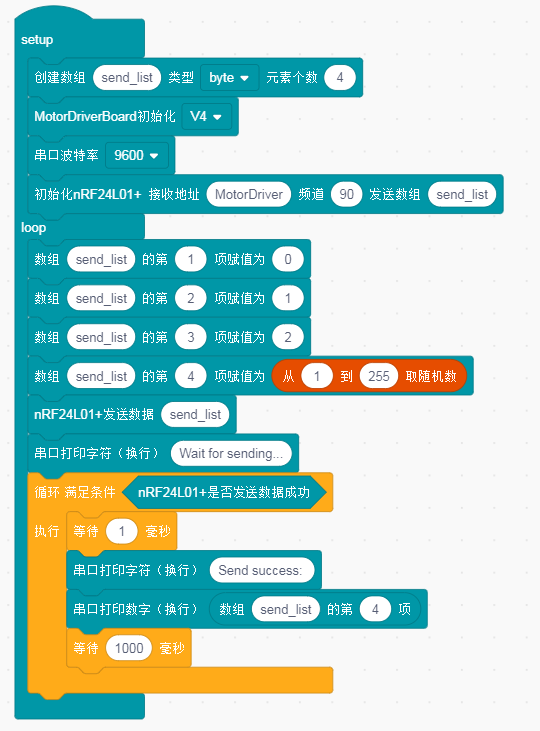 setup
创建数组 send_list 类型 byte 元素个数 4
MotorDriverBoard初始化 V4
串口波特率 9600
初始化nRF24L01+ 接收地址 MotorDriver 频道 90 发送数组 send_list
loop
数组 send_list 的第 1 项赋值为 0
数组 send_list 的第 2 项赋值为 1
数组 send_list 的第 3 项赋值为 2
数组 send_list 的第 4 项赋值为 从 1 到 255 取随机数
nRF24L01+发送数据 send_list
串口打印字符（换行） Wait for sending...
循环 满足条件 nRF24L01+是否发送数据成功
执行 等待 1 毫秒
串口打印字符（换行） Send success:
串口打印数字（换行） 数组 send_list 的第 4 项
等待 1000 毫秒